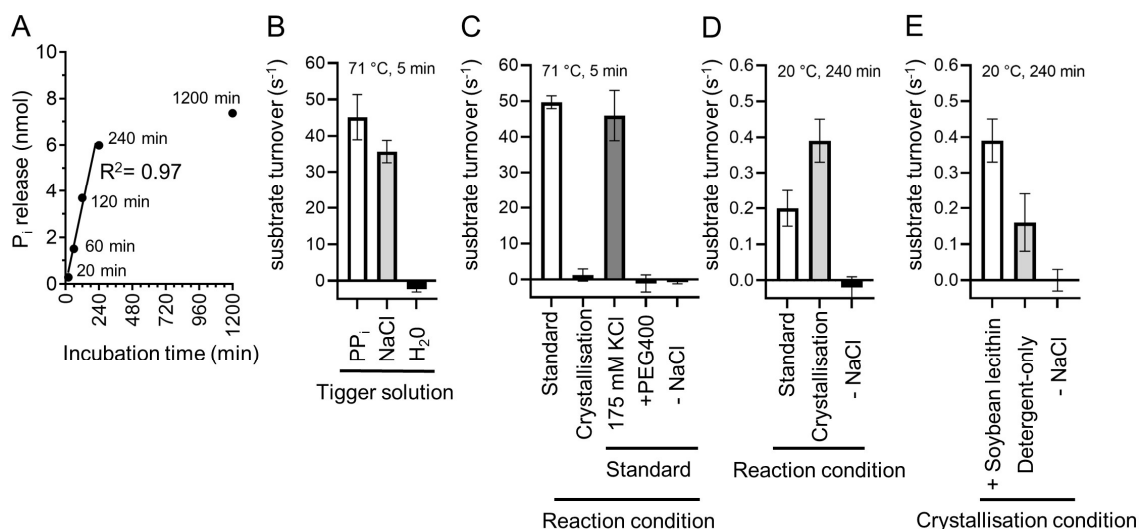 A
10
8
6
4
2
0
P_i release (nmol)
1200 min
240 min
R²= 0.97
120 min
60 min
20 min
0
240
480
720
960
1200
Incubation time (min)
B
71 °C, 5 min
60
50
40
30
20
10
0
susbtrate turnover (s⁻¹)
PP_i
NaCl
H₂0
Tigger solution
C
71 °C, 5 min
60
50
40
30
20
10
0
susbtrate turnover (s⁻¹)
Standard
Crystallisation
175 mM KCl
+PEG400
- NaCl
Standard
Reaction condition
D
20 °C, 240 min
0.6
0.5
0.4
0.3
0.2
0.1
0.0
susbtrate turnover (s⁻¹)
Standard
Crystallisation
- NaCl
Reaction condition
E
20 °C, 240 min
0.6
0.5
0.4
0.3
0.2
0.1
0.0
susbtrate turnover (s⁻¹)
+ Soybean lecithin
Detergent-only
- NaCl
Crystallisation condition